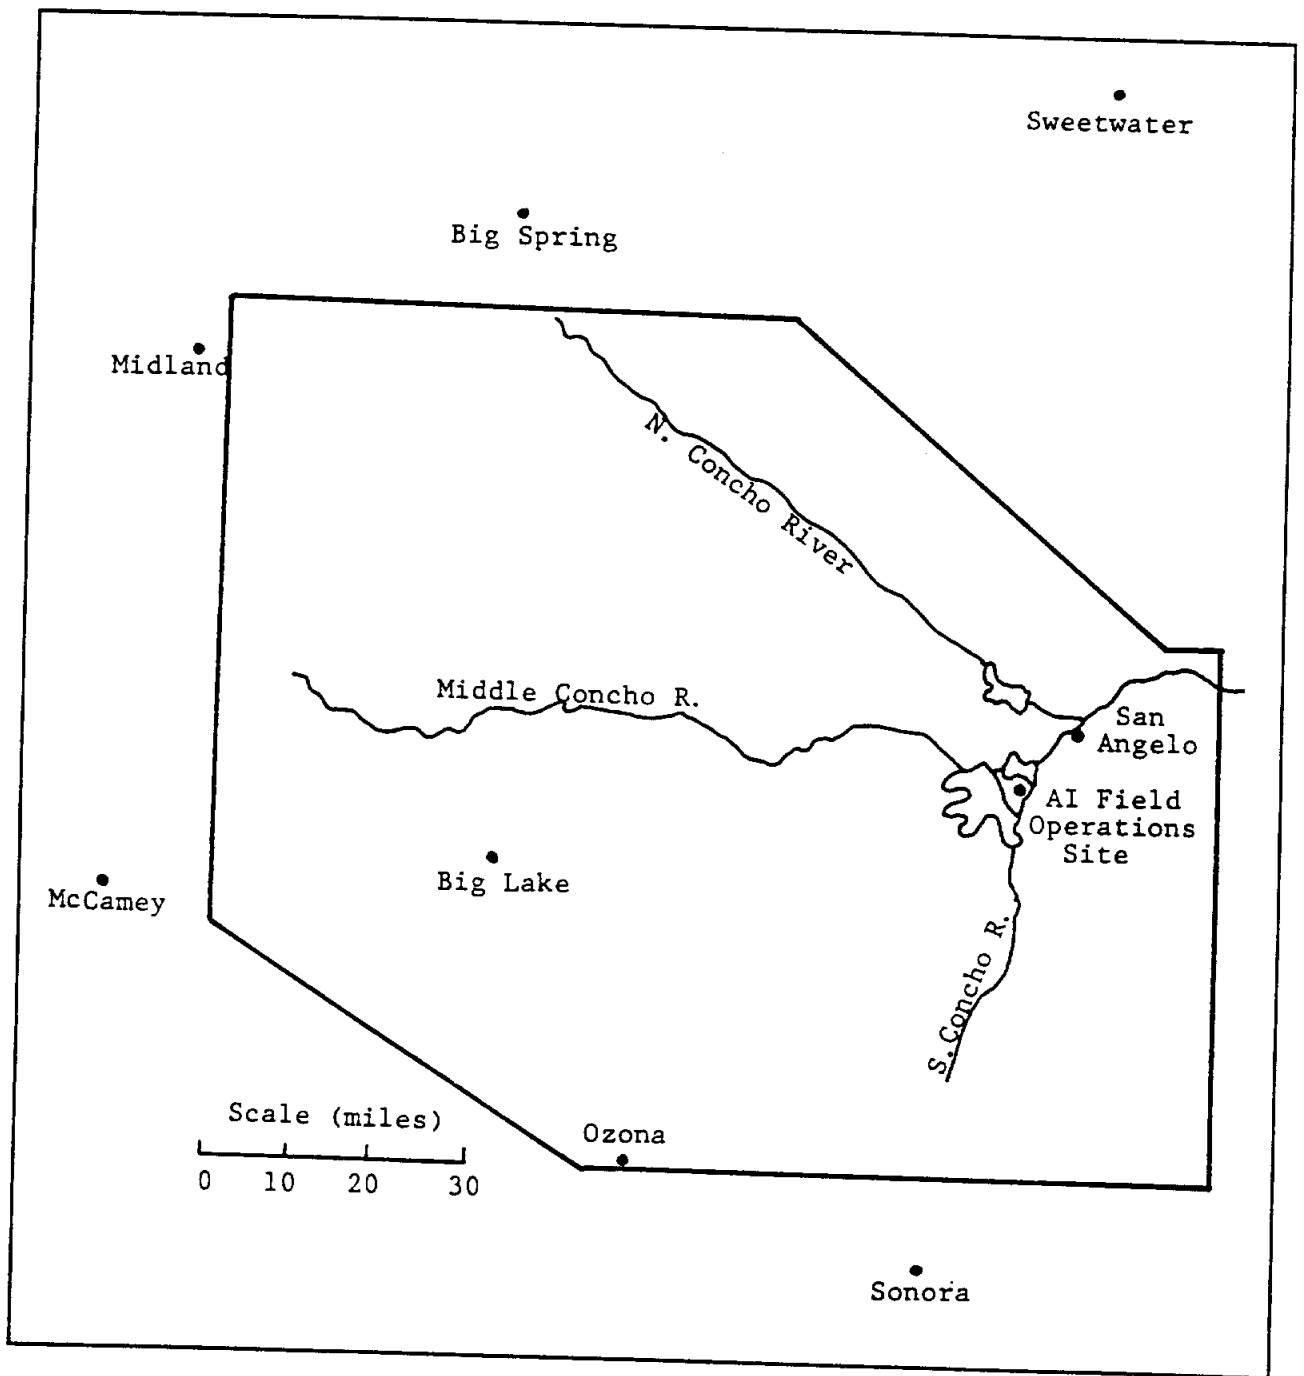 Sweetwater
Big Spring
Midland
N. Concho River
Middle Concho R.
San
Angelo
AI Field
Operations
Site
Big Lake
McCamey
S. Concho R.
Scale (miles)
0 10 20 30
Ozona
Sonora